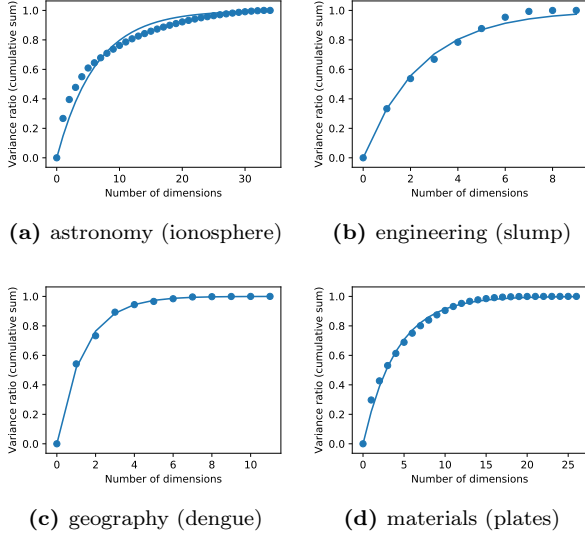 Variance ratio (cumulative sum)
1.0
0.8
0.6
0.4
0.2
0.0
0 10 20 30
Number of dimensions
(a) astronomy (ionosphere)
Variance ratio (cumulative sum)
1.0
0.8
0.6
0.4
0.2
0.0
0 2 4 6 8
Number of dimensions
(b) engineering (slump)
Variance ratio (cumulative sum)
1.0
0.8
0.6
0.4
0.2
0.0
0 2 4 6 8 10
Number of dimensions
(c) geography (dengue)
Variance ratio (cumulative sum)
1.0
0.8
0.6
0.4
0.2
0.0
0 5 10 15 20 25
Number of dimensions
(d) materials (plates)